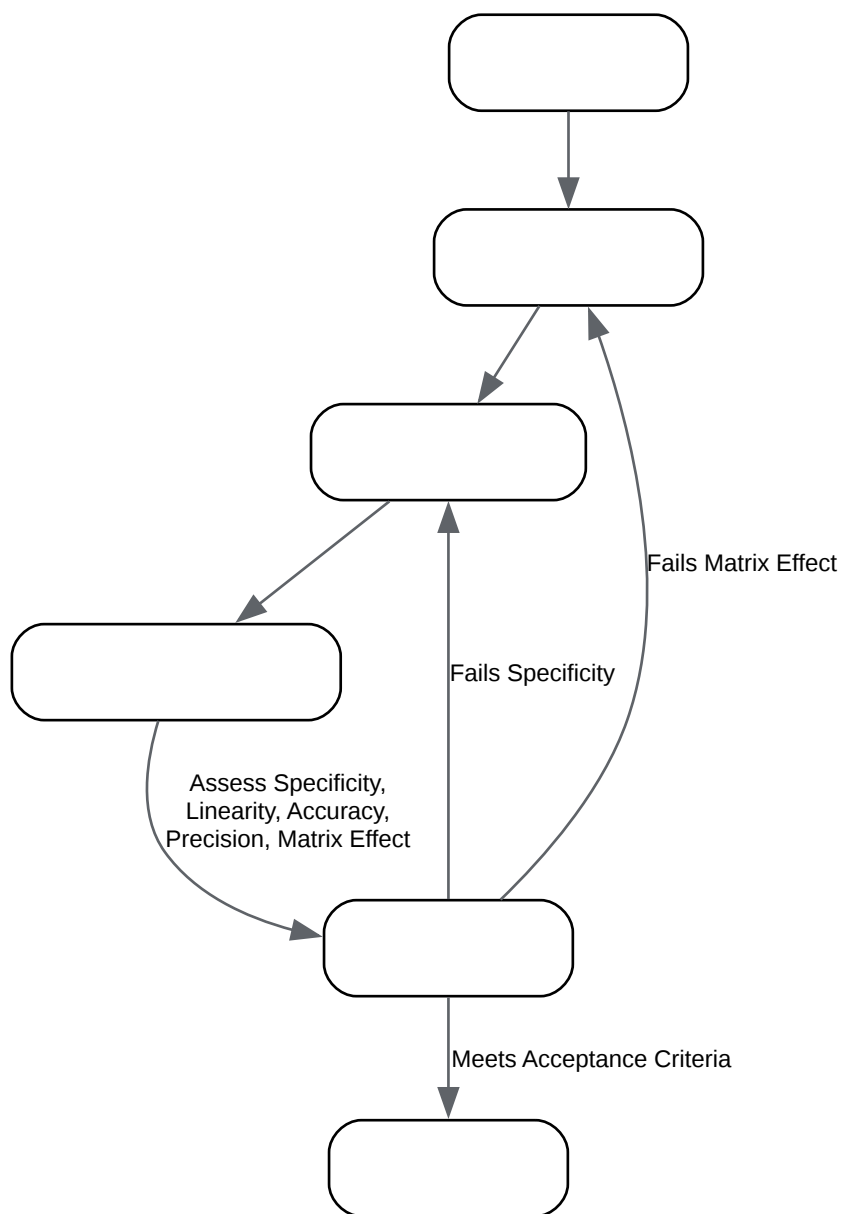 Fails Matrix Effect
Fails Specificity
Assess Specificity,
Linearity, Accuracy,
Precision, Matrix Effect
Meets Acceptance Criteria